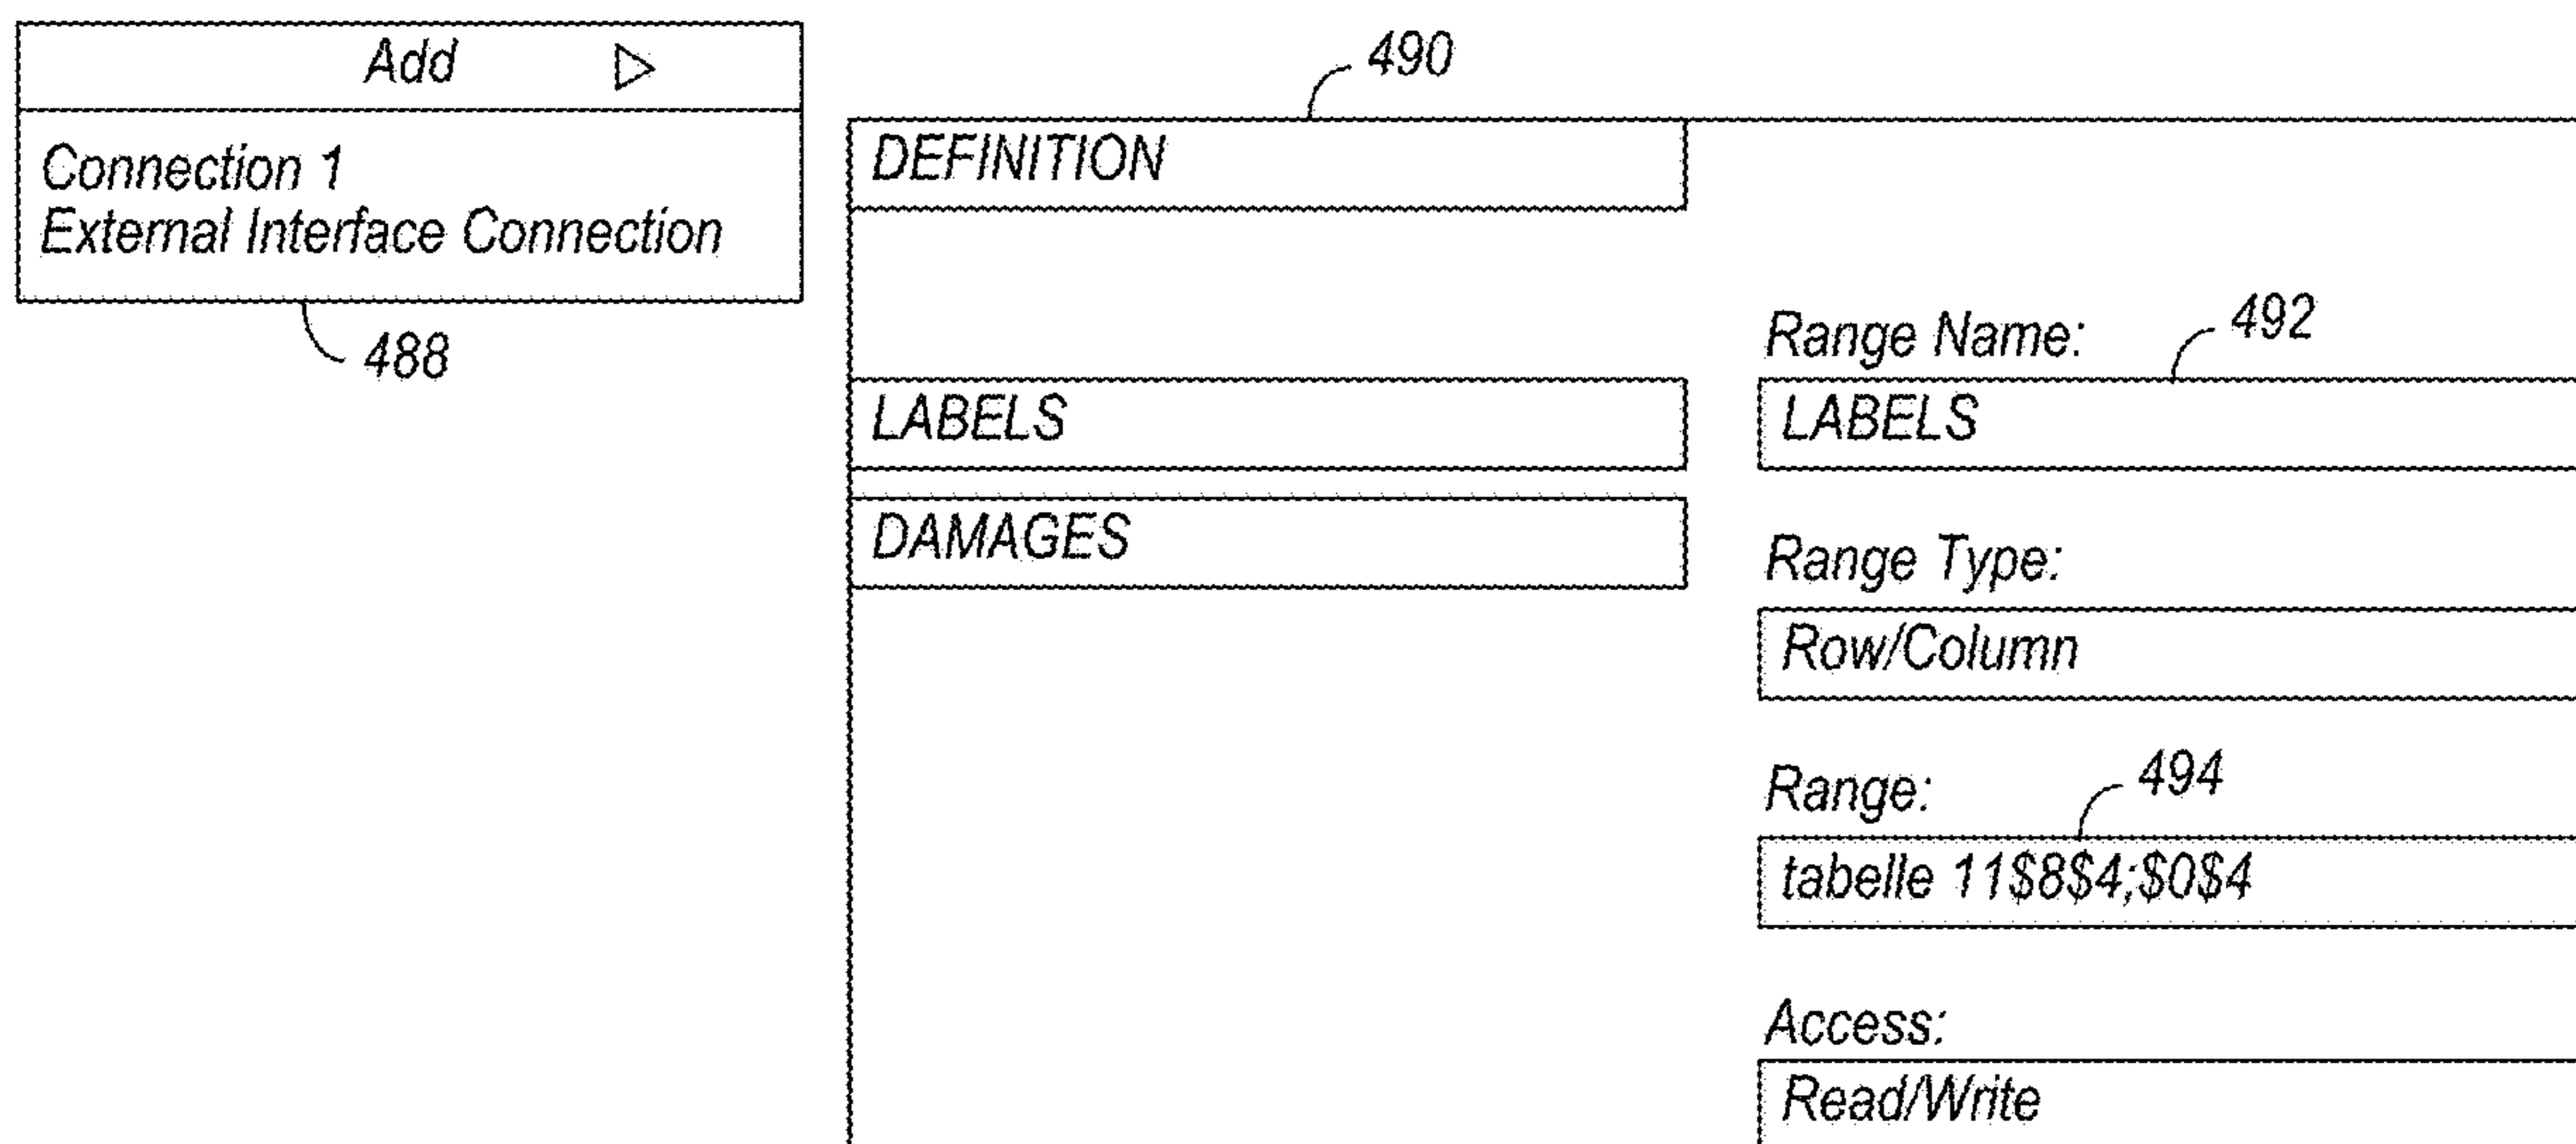 Add
Connection 1
External Interface Connection
488
490
DEFINITION
LABELS
DAMAGES
Range Name:
492
LABELS
Range Type:
Row/Column
Range:
494
tabelle 11$8$4;$0$4
Access:
Read/Write